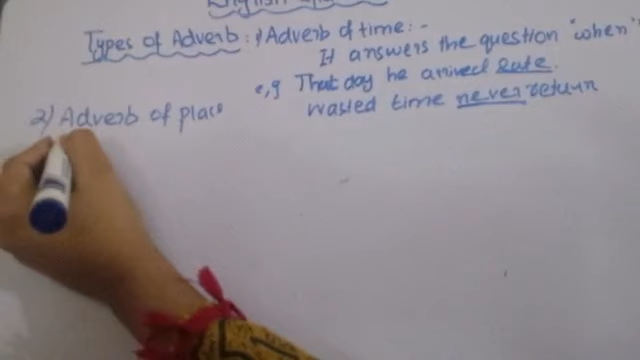 English
Types of Adverb : 1) Adverb of time : -
It answers the question "when"
e,g That day he arrived late.
wasted time never return
2) Adverb of place